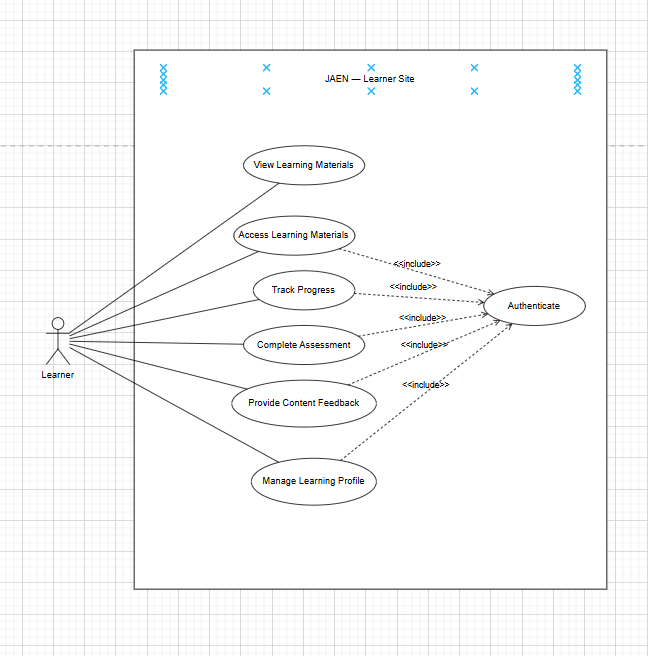 JAEN — Learner Site
View Learning Materials
Access Learning Materials
<<include>>
Track Progress
<<include>>
Authenticate
<<include>>
Complete Assessment
<<include>>
Learner
<<include>>
Provide Content Feedback
Manage Learning Profile